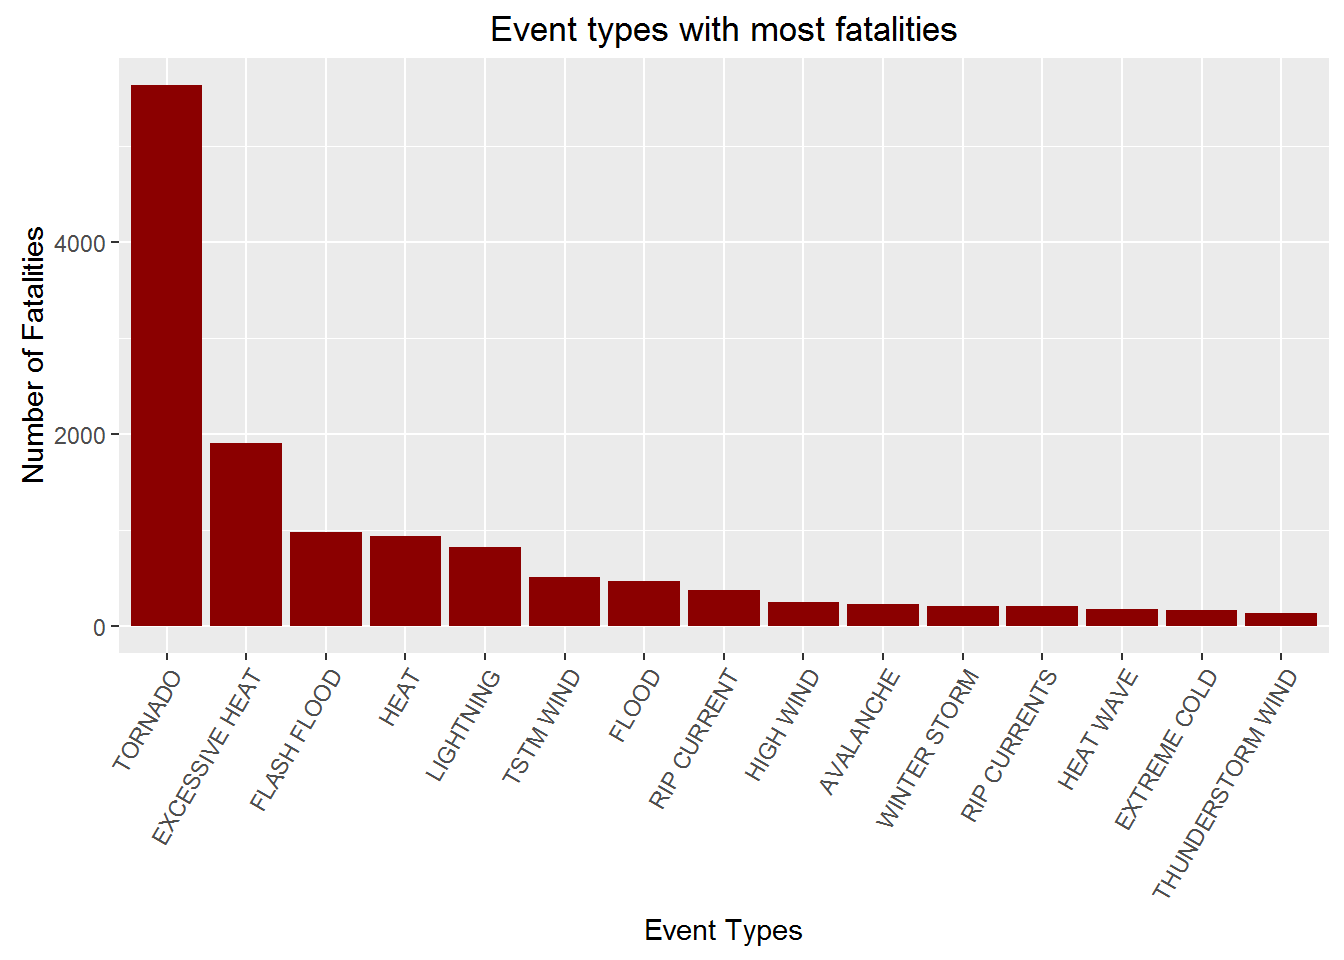 Event types with most fatalities
Number of Fatalities
4000
2000
0
TORNADO
EXCESSIVE HEAT
FLASH FLOOD
HEAT
LIGHTNING
TSTM WIND
FLOOD
RIP CURRENT
HIGH WIND
AVALANCHE
WINTER STORM
RIP CURRENTS
HEAT WAVE
EXTREME COLD
THUNDERSTORM WIND
Event Types